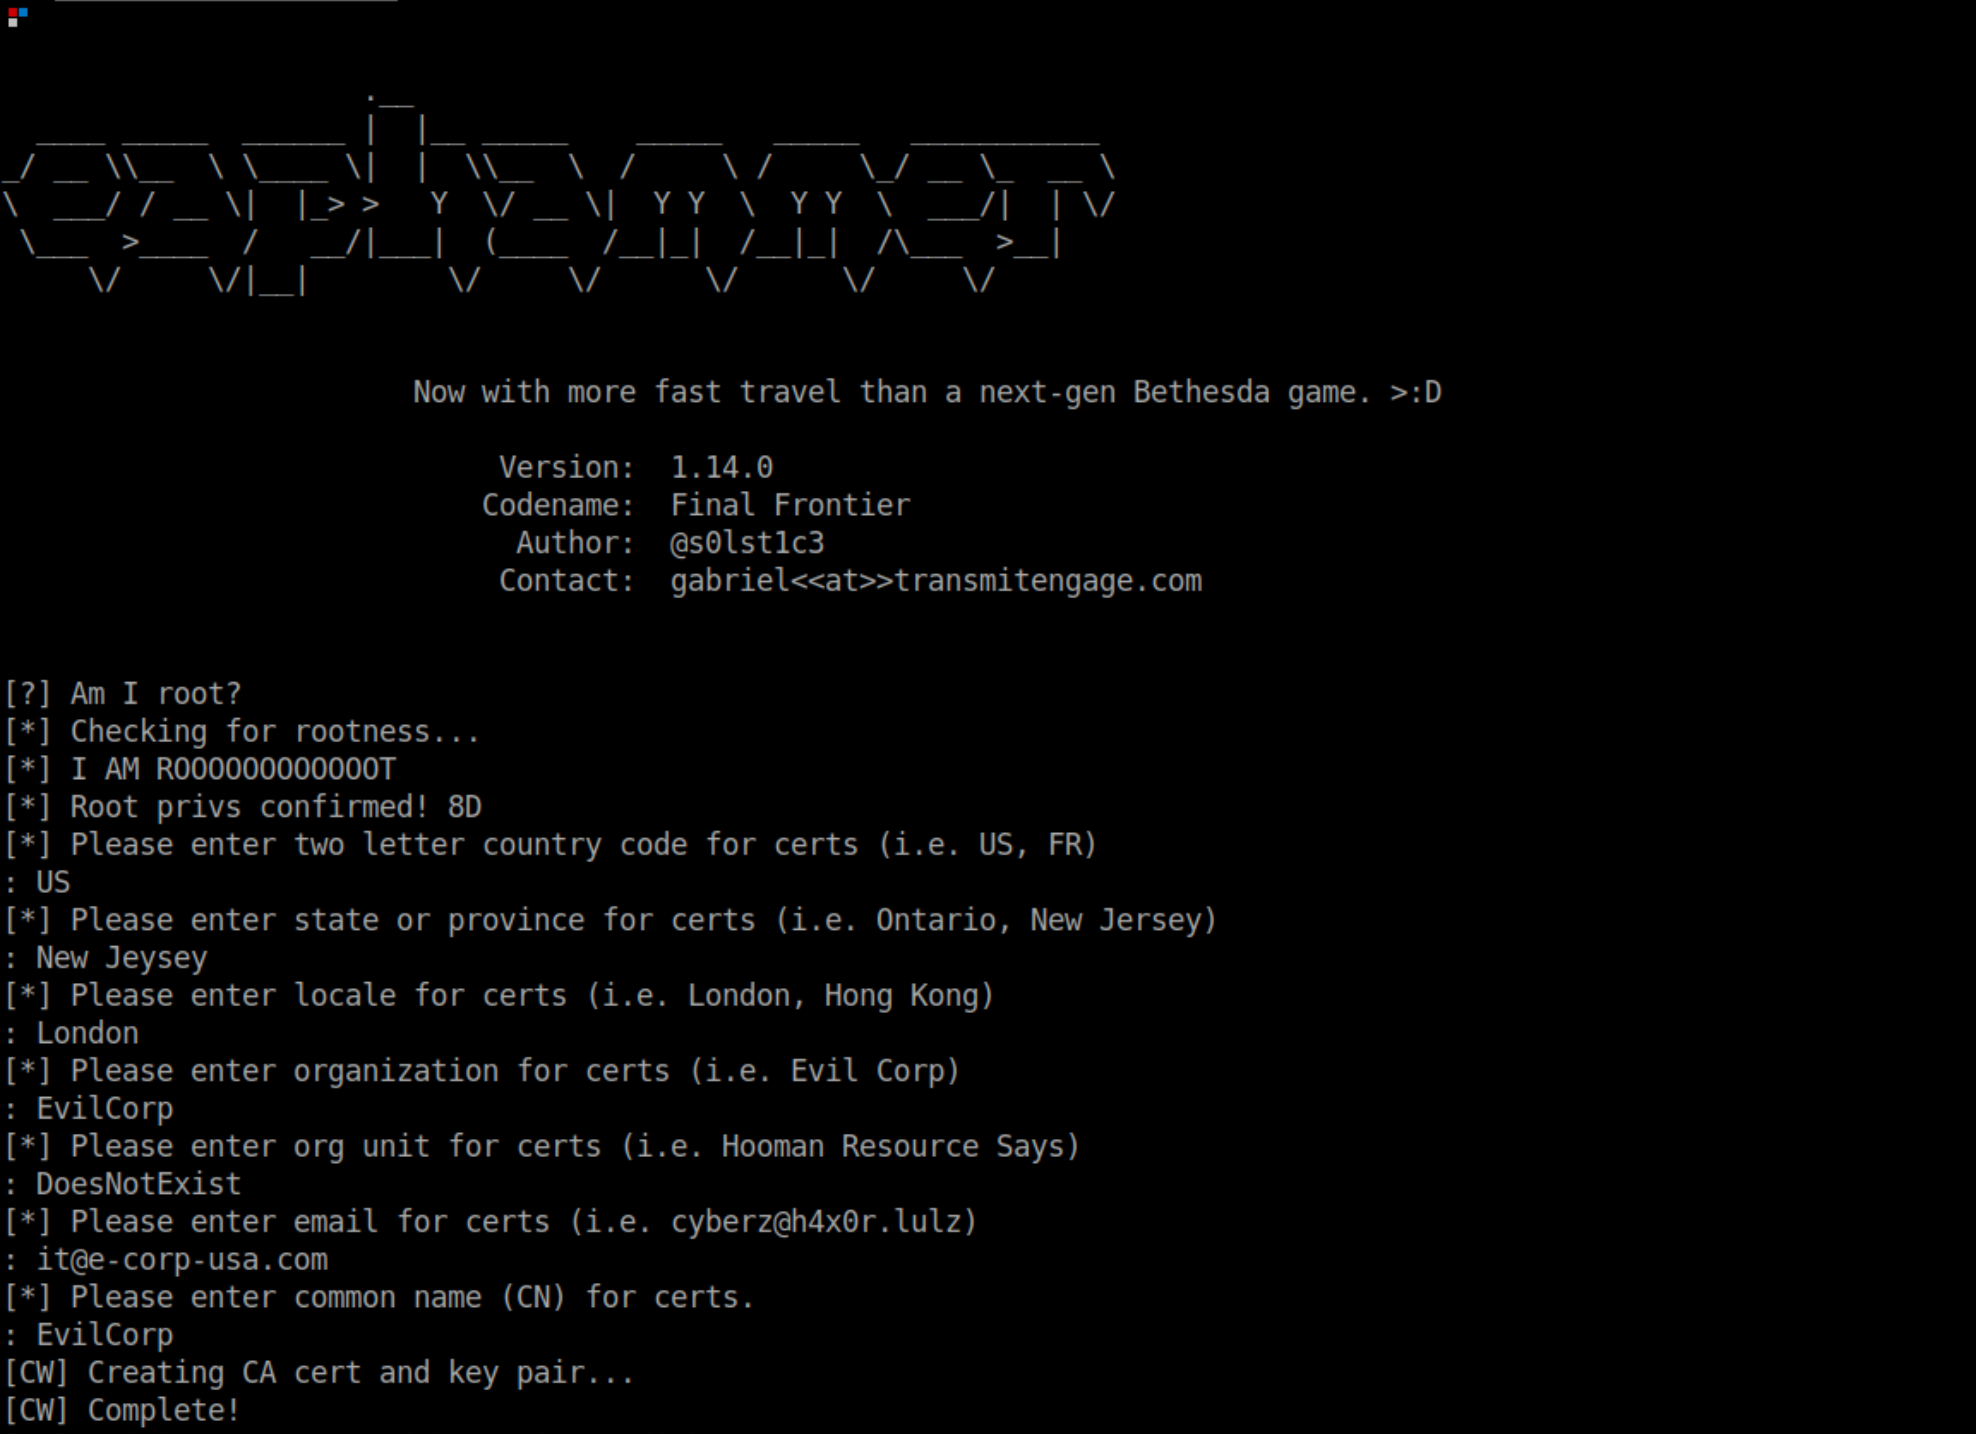 eaphammer
Now with more fast travel than a next-gen Bethesda game. >:D
Version: 1.14.0
Codename: Final Frontier
Author: @s0lst1c3
Contact: gabriel<<at>>transmitengage.com
[?] Am I root?
[*] Checking for rootness...
[*] I AM ROOOOOOOOOOOOT
[*] Root privs confirmed! 8D
[*] Please enter two letter country code for certs (i.e. US, FR)
: US
[*] Please enter state or province for certs (i.e. Ontario, New Jersey)
: New Jeysey
[*] Please enter locale for certs (i.e. London, Hong Kong)
: London
[*] Please enter organization for certs (i.e. Evil Corp)
: EvilCorp
[*] Please enter org unit for certs (i.e. Hooman Resource Says)
: DoesNotExist
[*] Please enter email for certs (i.e. cyberz@h4x0r.lulz)
: it@e-corp-usa.com
[*] Please enter common name (CN) for certs.
: EvilCorp
[CW] Creating CA cert and key pair...
[CW] Complete!